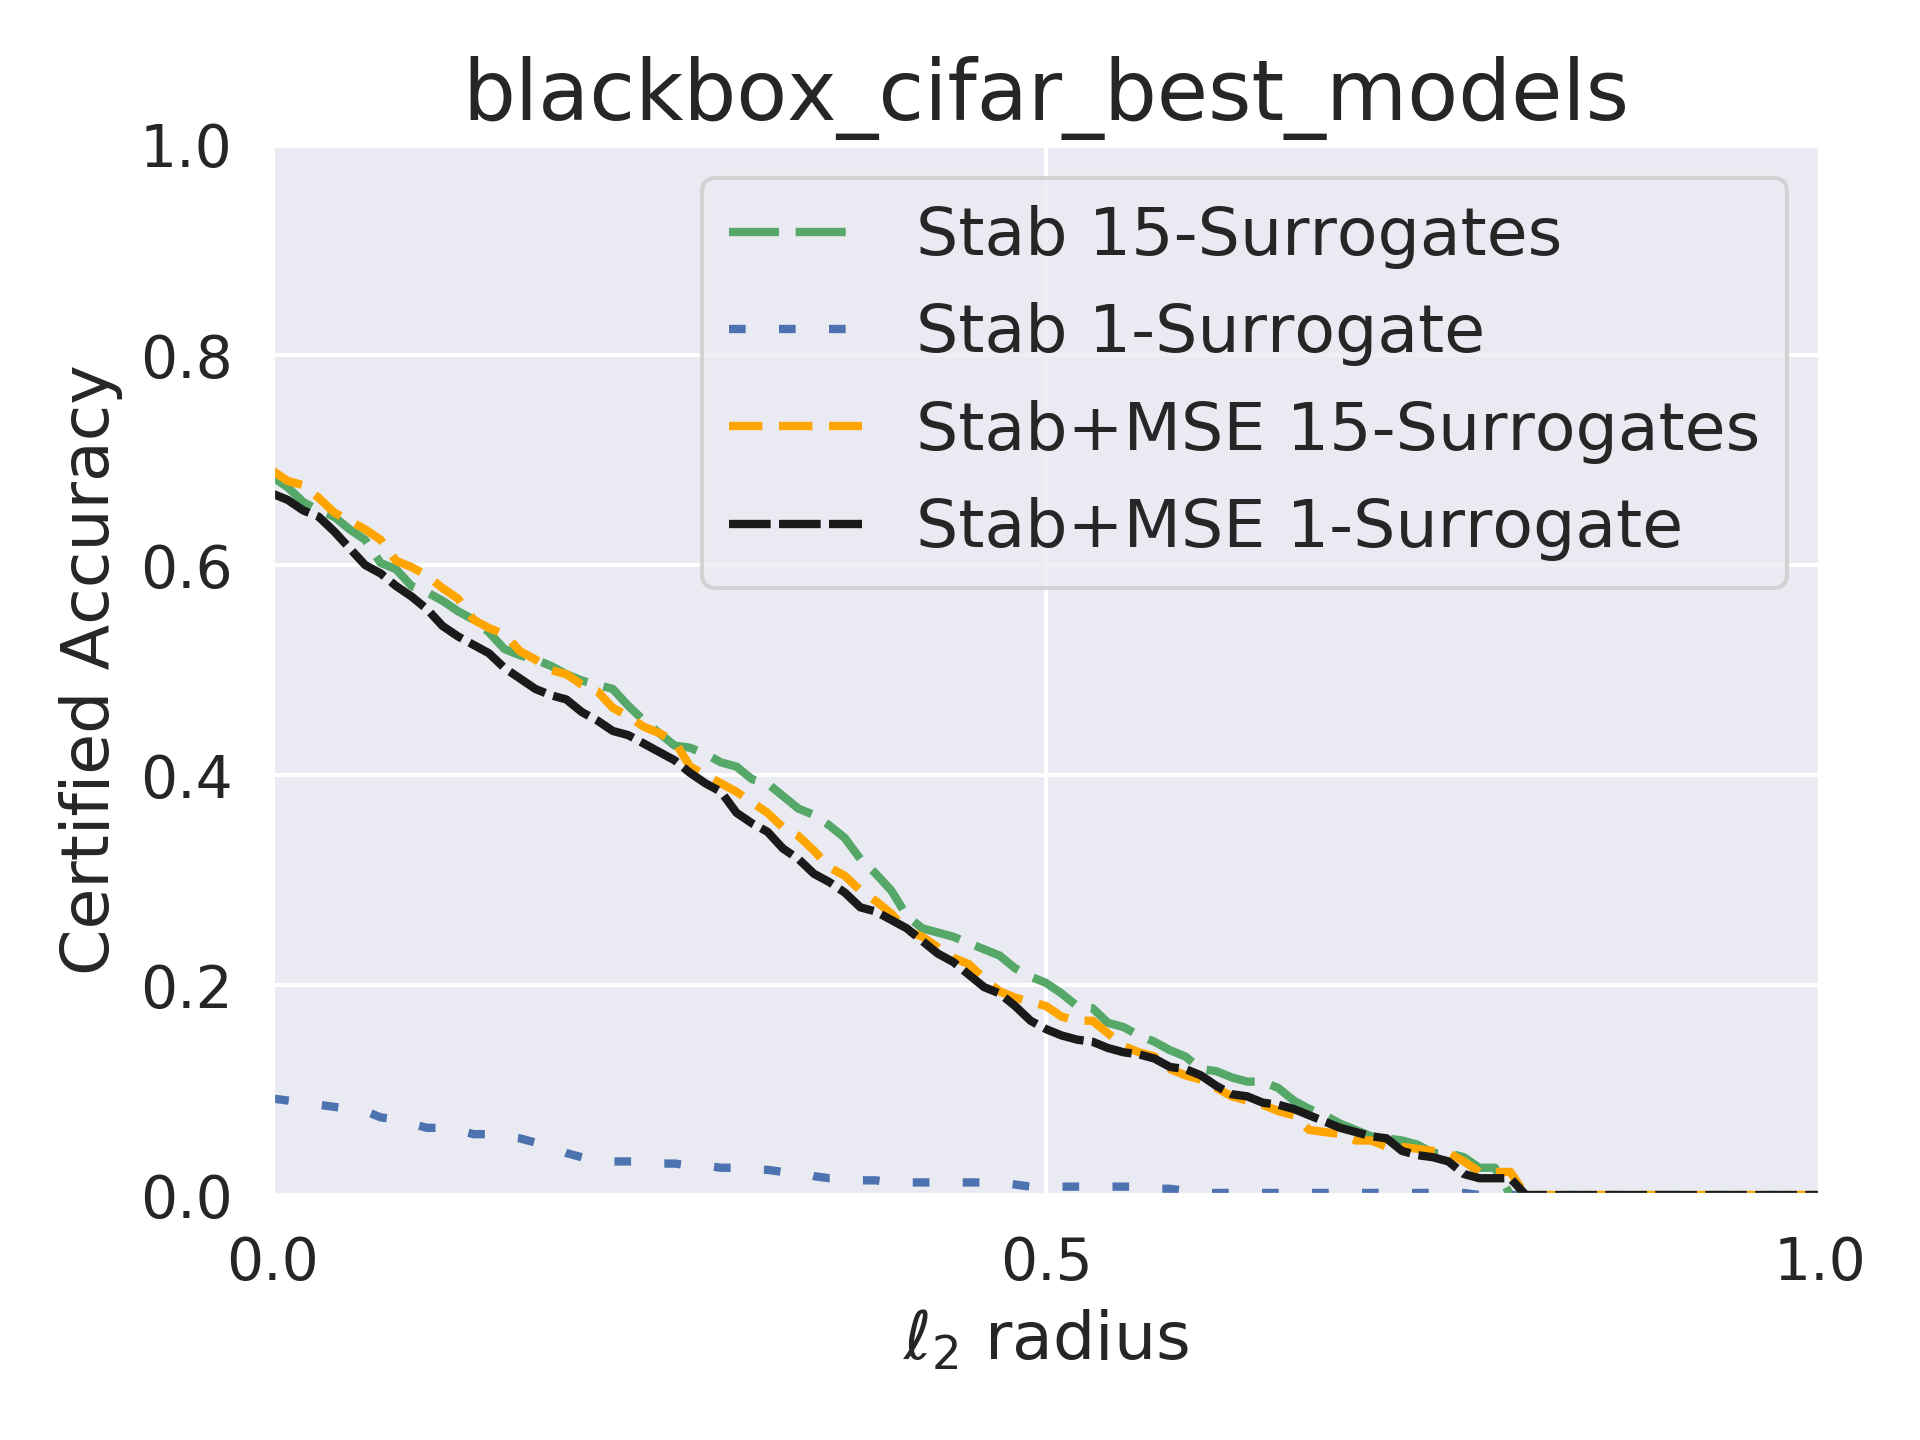 blackbox_cifar_best_models
1.0
0.8
0.6
0.4
0.2
0.0
Certified Accuracy
Stab 15-Surrogates
Stab 1-Surrogate
Stab+MSE 15-Surrogates
Stab+MSE 1-Surrogate
0.0 0.5 1.0
ℓ₂ radius